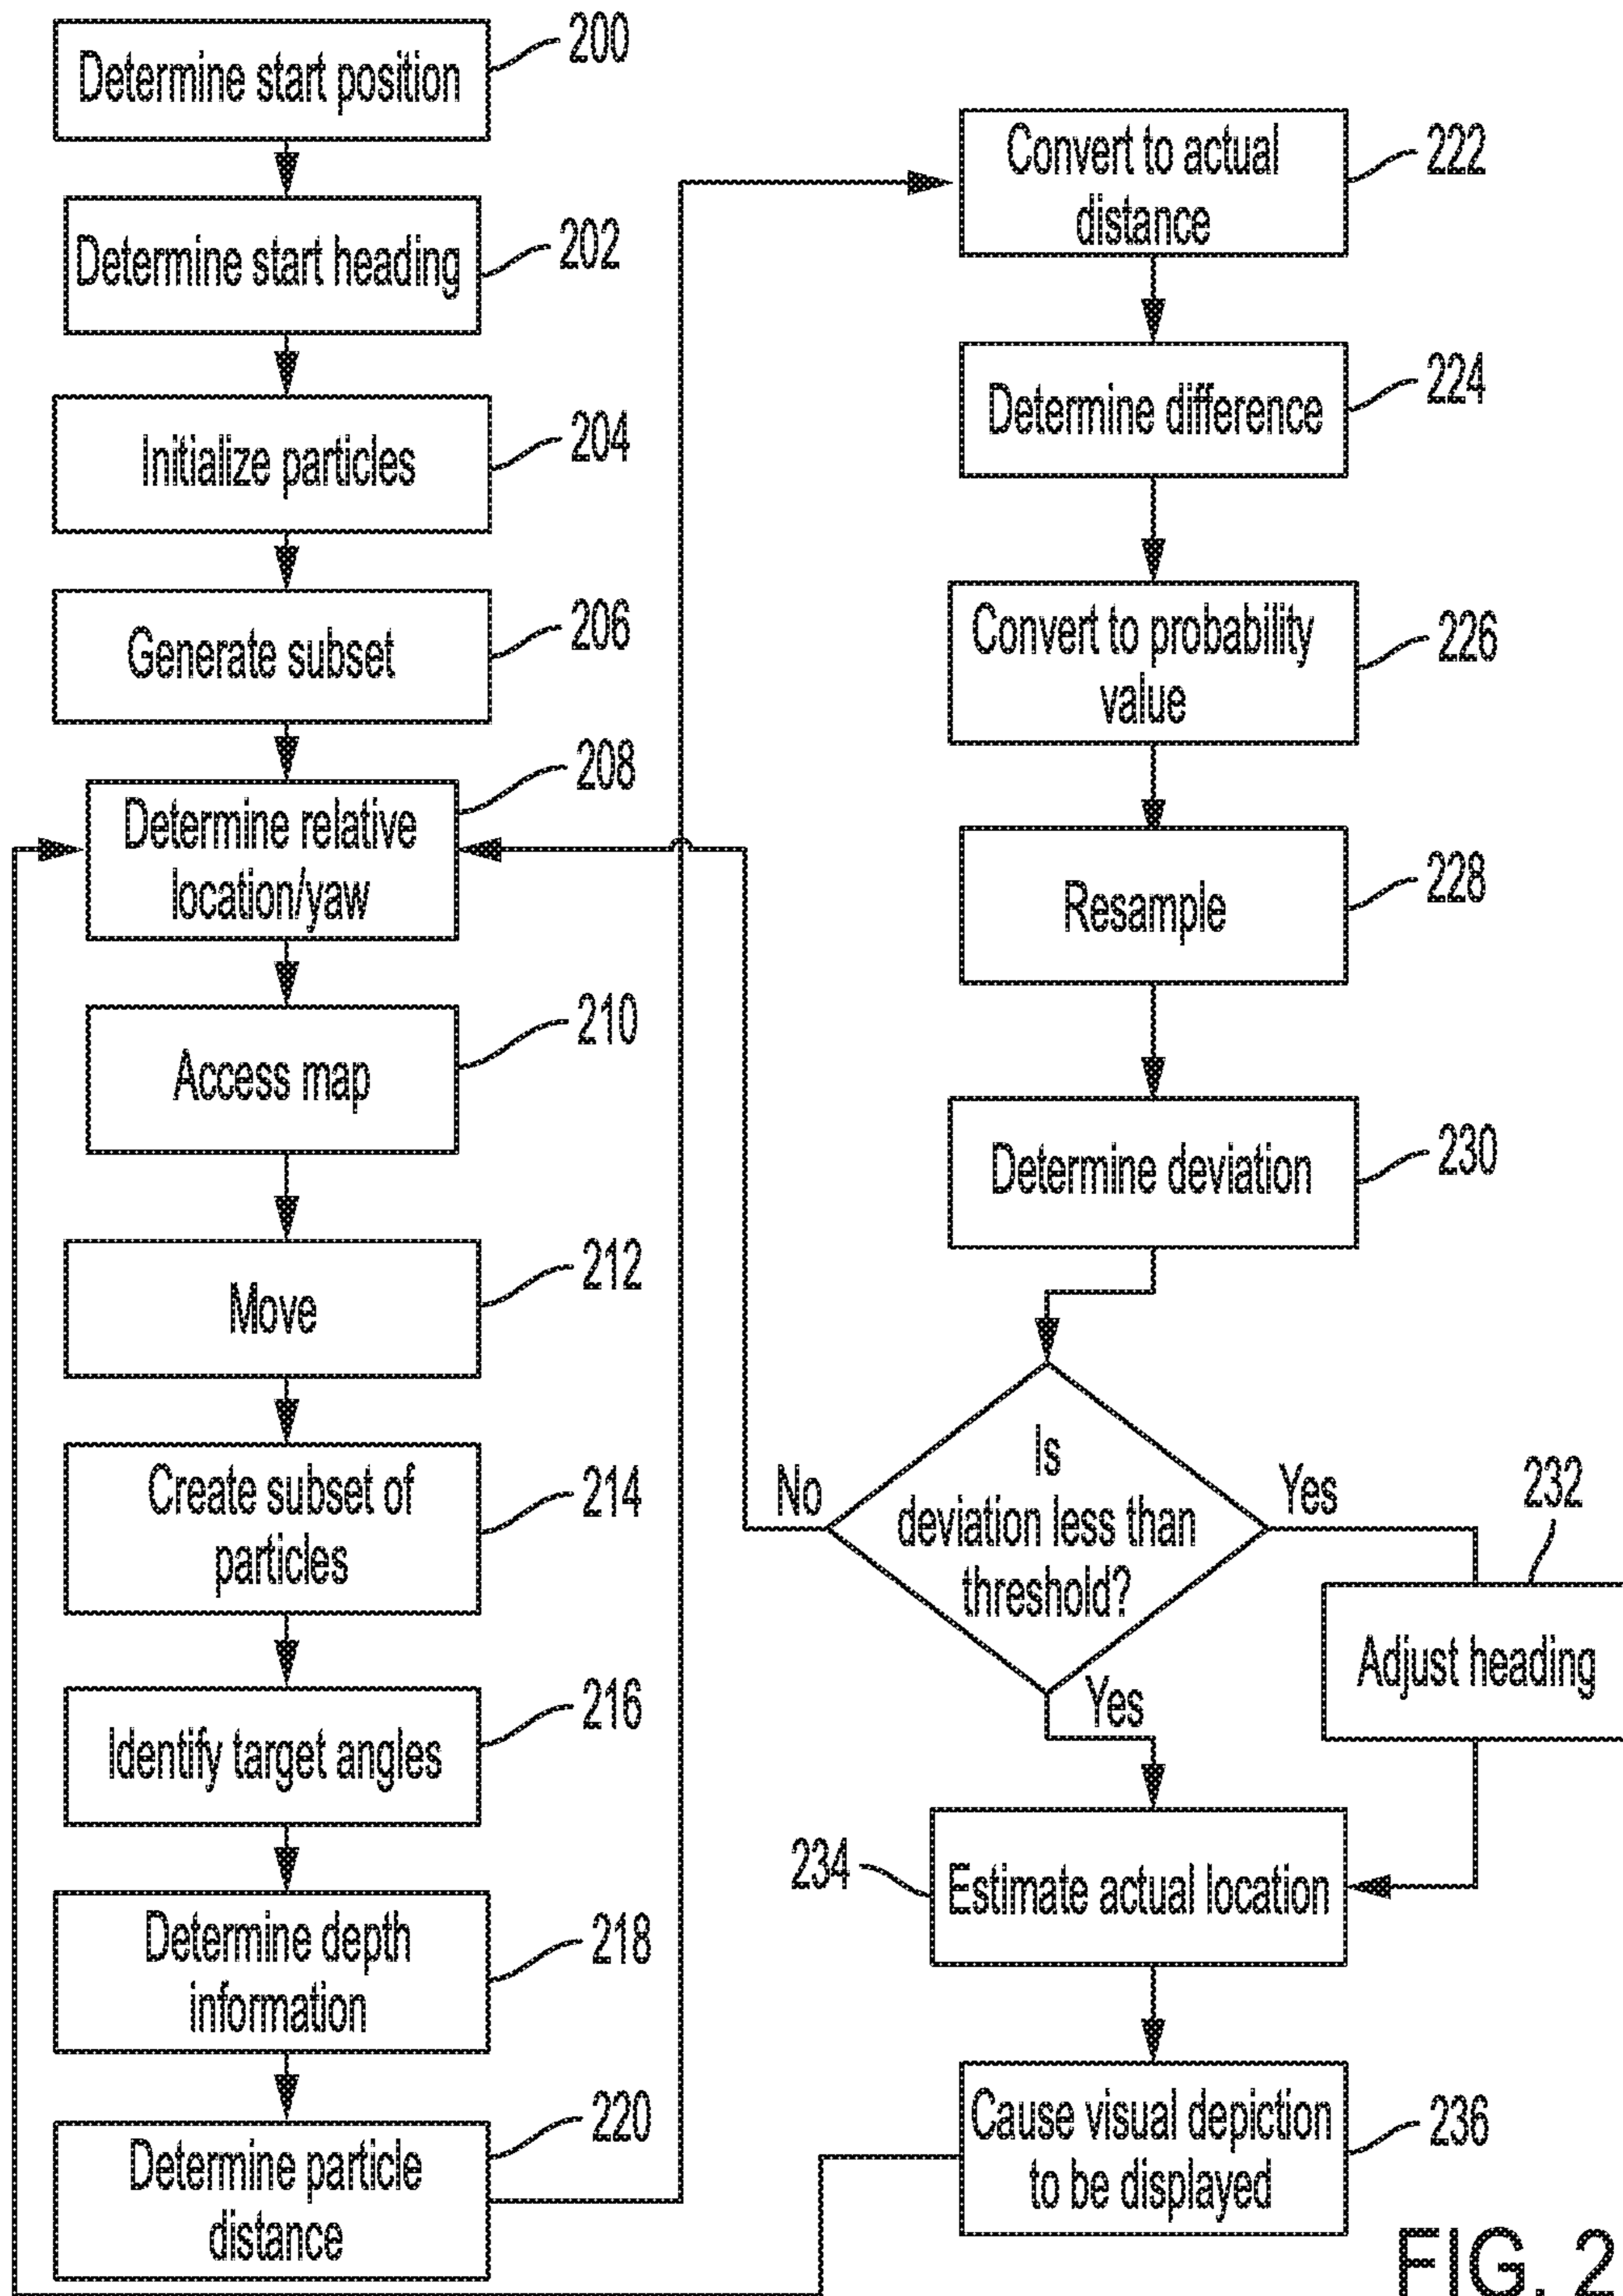 Determine start position
200
Determine start heading
202
Initialize particles
204
Generate subset
206
Determine relative
location/yaw
208
Access map
210
Move
212
Create subset of
particles
214
Identify target angles
216
Determine depth
information
218
Determine particle
distance
220
Convert to actual
distance
222
Determine difference
224
Convert to probability
value
226
Resample
228
Determine deviation
230
Is
deviation less than
threshold?
No
Yes
Yes
232
Adjust heading
234
Estimate actual location
Cause visual depiction
to be displayed
236
FIG. 2